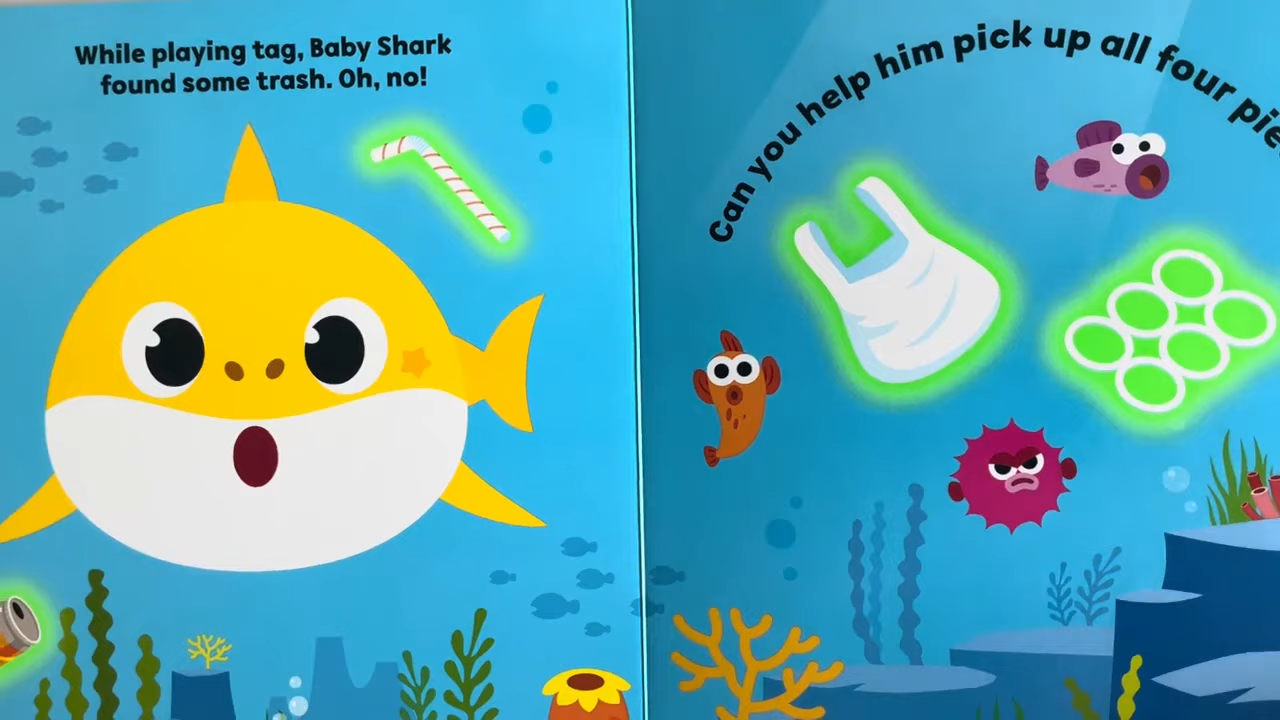 While playing tag, Baby Shark
found some trash. Oh, no!
Can you help him pick up all four